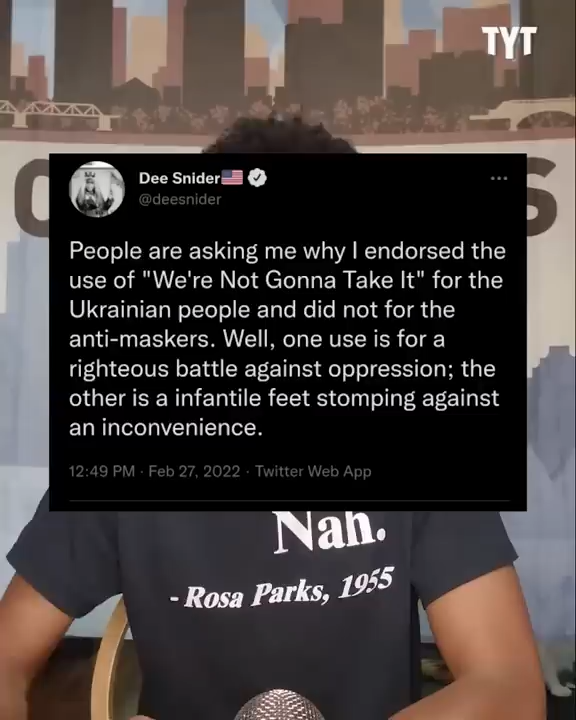 TYT
Dee Snider
@deesnider
People are asking me why I endorsed the
use of "We're Not Gonna Take It" for the
Ukrainian people and did not for the
anti-maskers. Well, one use is for a
righteous battle against oppression; the
other is a infantile feet stomping against
an inconvenience.
12:49 PM · Feb 27, 2022 · Twitter Web App
Nah.
- Rosa Parks, 1955